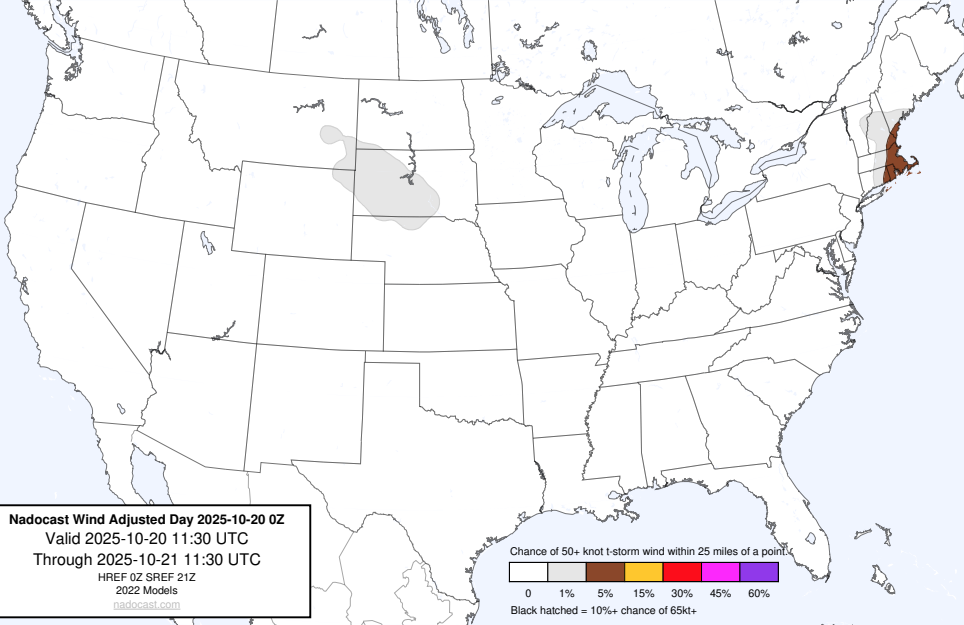 Nadocast Wind Adjusted Day 2025-10-20 0Z
Valid 2025-10-20 11:30 UTC
Through 2025-10-21 11:30 UTC
HREF 0Z SREF 21Z
2022 Models
nadocast.com
Chance of 50+ knot t-storm wind within 25 miles of a point.
0 1% 5% 15% 30% 45% 60%
Black hatched = 10%+ chance of 65kt+